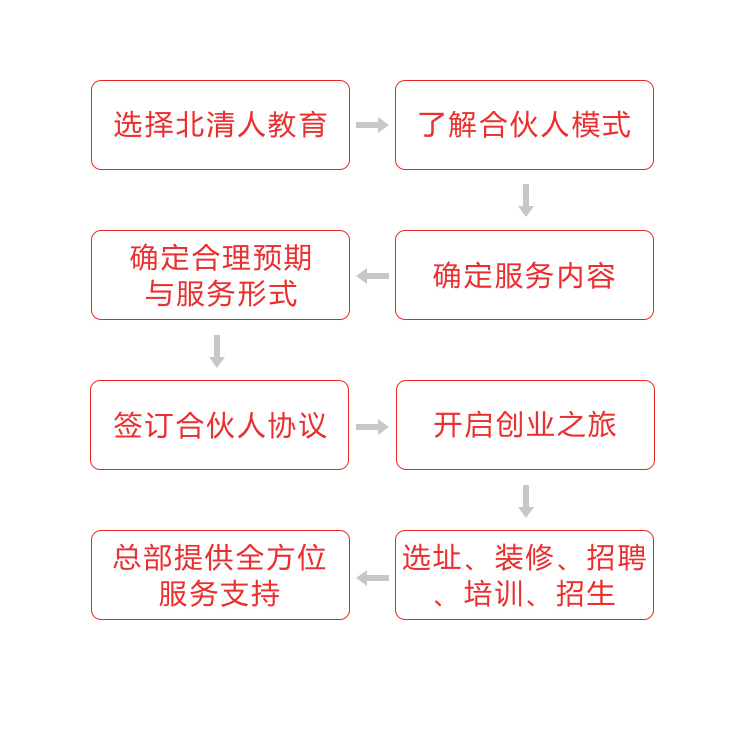 选择北清人教育
了解合伙人模式
确定服务内容
确定合理预期
与服务形式
签订合伙人协议
开启创业之旅
选址、装修、招聘
、培训、招生
总部提供全方位
服务支持